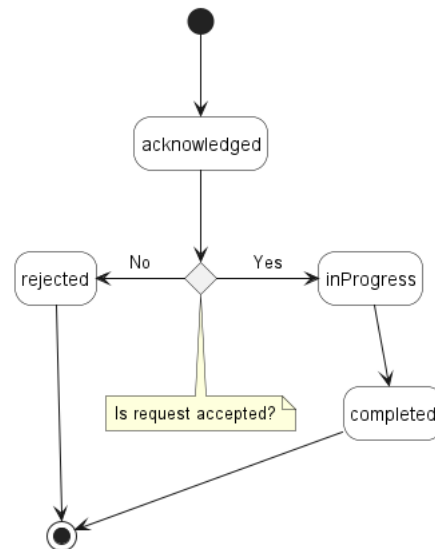 acknowledged
rejected
No
Yes
inProgress
Is request accepted?
completed